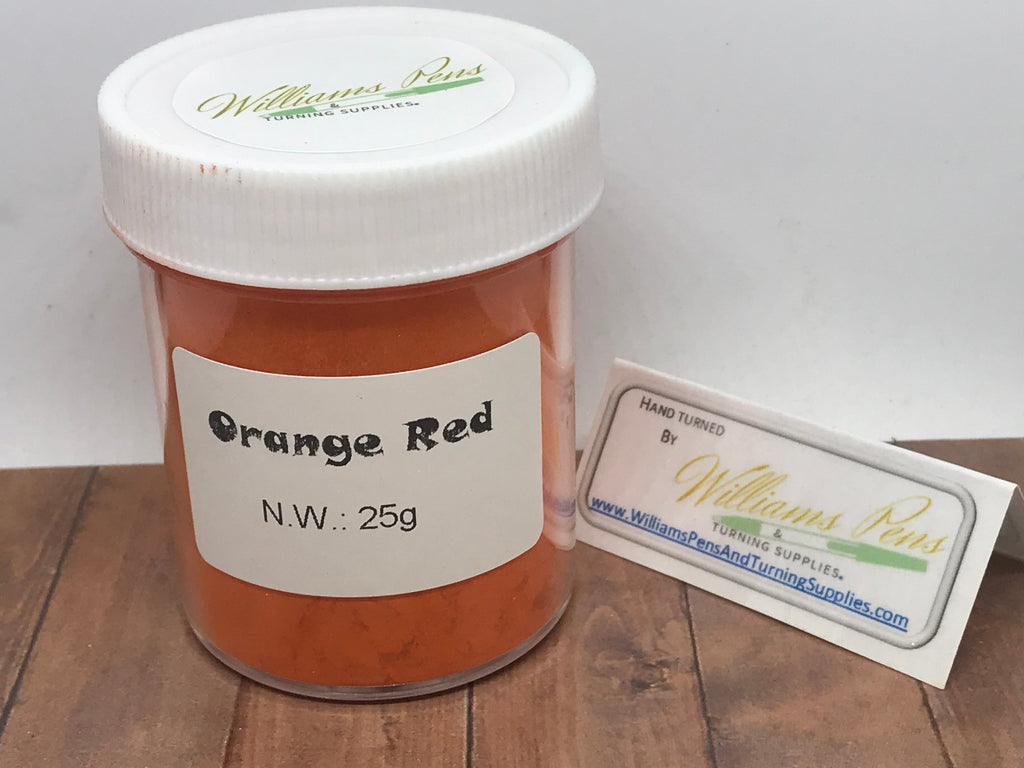 Williams Pens
&
TURNING SUPPLIES.
Orange Red
N.W.: 25g
HAND TURNED
BY
Williams Pens
&
TURNING SUPPLIES.
www.WilliamsPensAndTurningSupplies.com